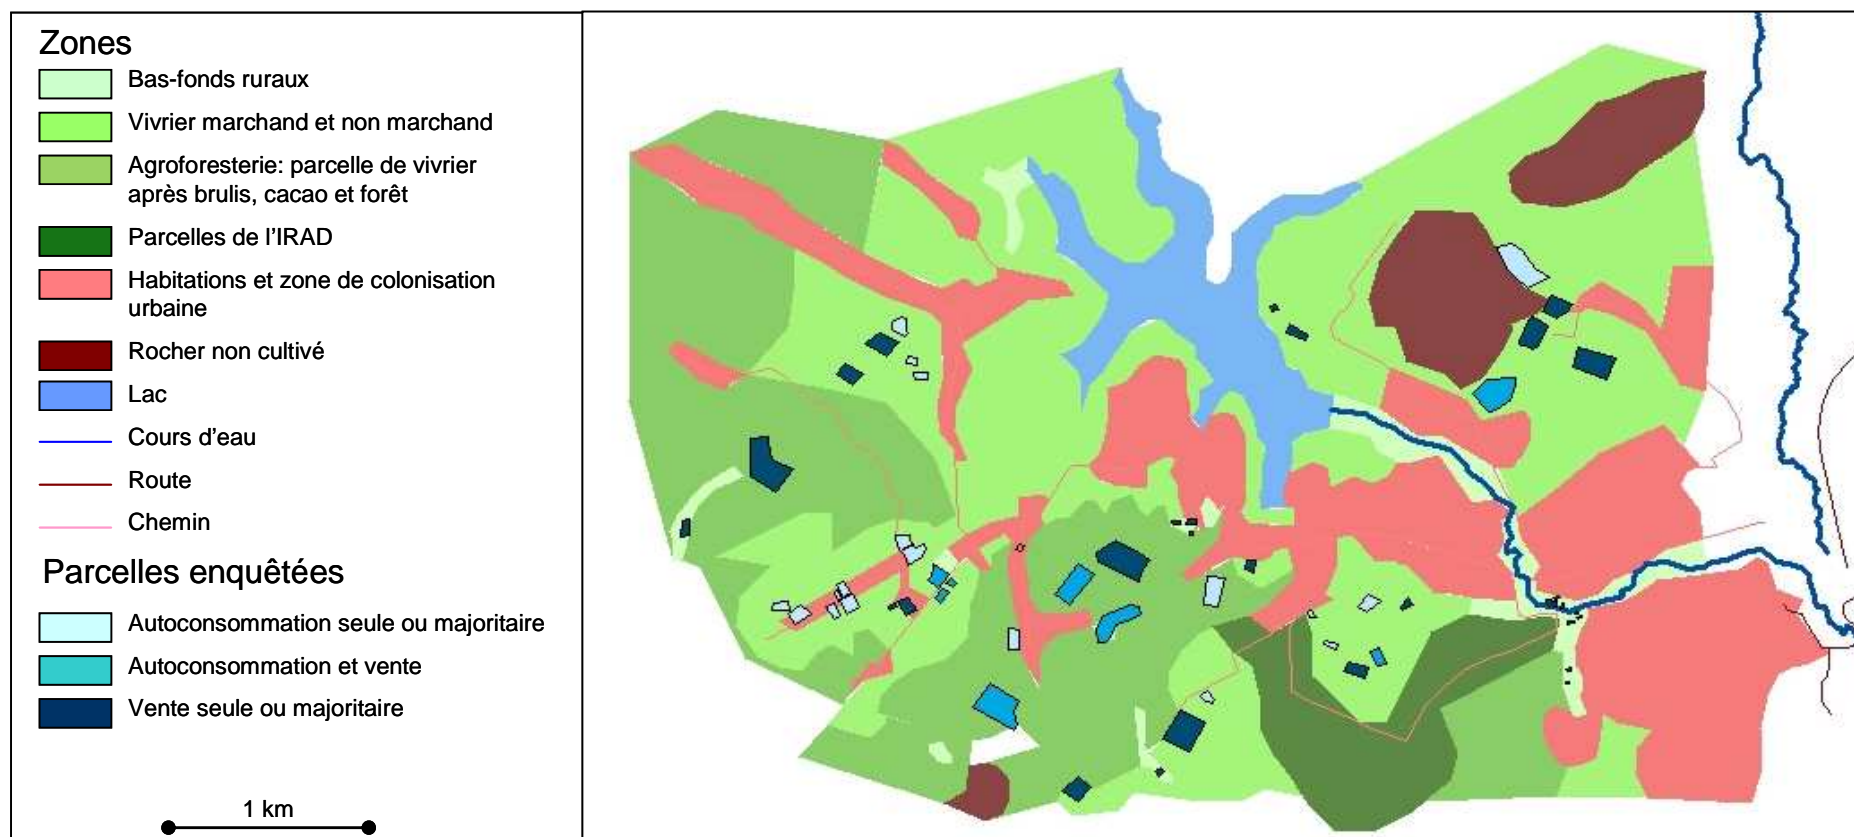 Zones
Bas-fonds ruraux
Vivrier marchand et non marchand
Agroforesterie: parcelle de vivrier
après brulis, cacao et forêt
Parcelles de l'IRAD
Habitations et zone de colonisation
urbaine
Rocher non cultivé
Lac
Cours d'eau
Route
Chemin
Parcelles enquêtées
Autoconsommation seule ou majoritaire
Autoconsommation et vente
Vente seule ou majoritaire
1 km